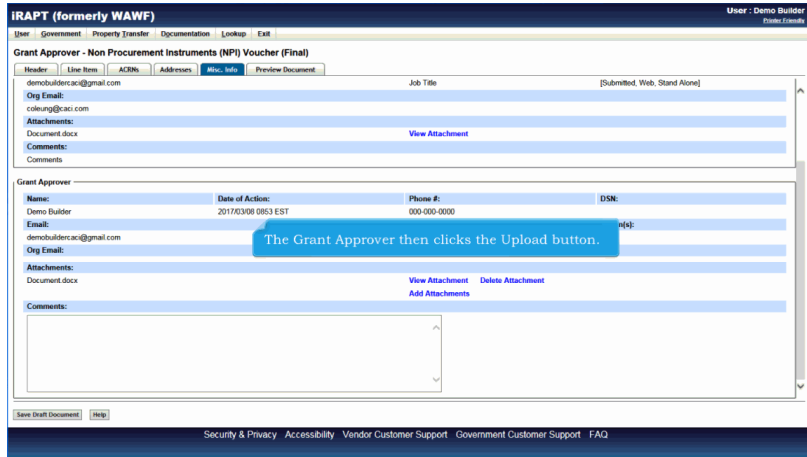 iRAPT (formerly WAWF)
User : Demo Builder
Printer Friendly
User Government Property Transfer Documentation Lookup Exit
Grant Approver - Non Procurement Instruments (NPI) Voucher (Final)
Header Line Item ACRNs Addresses Misc. Info Preview Document
demobuildercaci@gmail.com Job Title [Submitted, Web, Stand Alone]
Org Email:
coleung@caci.com
Attachments:
Document.docx View Attachment
Comments:
Comments
Grant Approver
Name: Date of Action: Phone #: DSN:
Demo Builder 2017/03/08 0853 EST 000-000-0000
Email: n(s):
demobuildercaci@gmail.com
The Grant Approver then clicks the Upload button.
Org Email:
Attachments:
Document.docx View Attachment Delete Attachment
Add Attachments
Comments:
Save Draft Document Help
Security & Privacy Accessibility Vendor Customer Support Government Customer Support FAQ